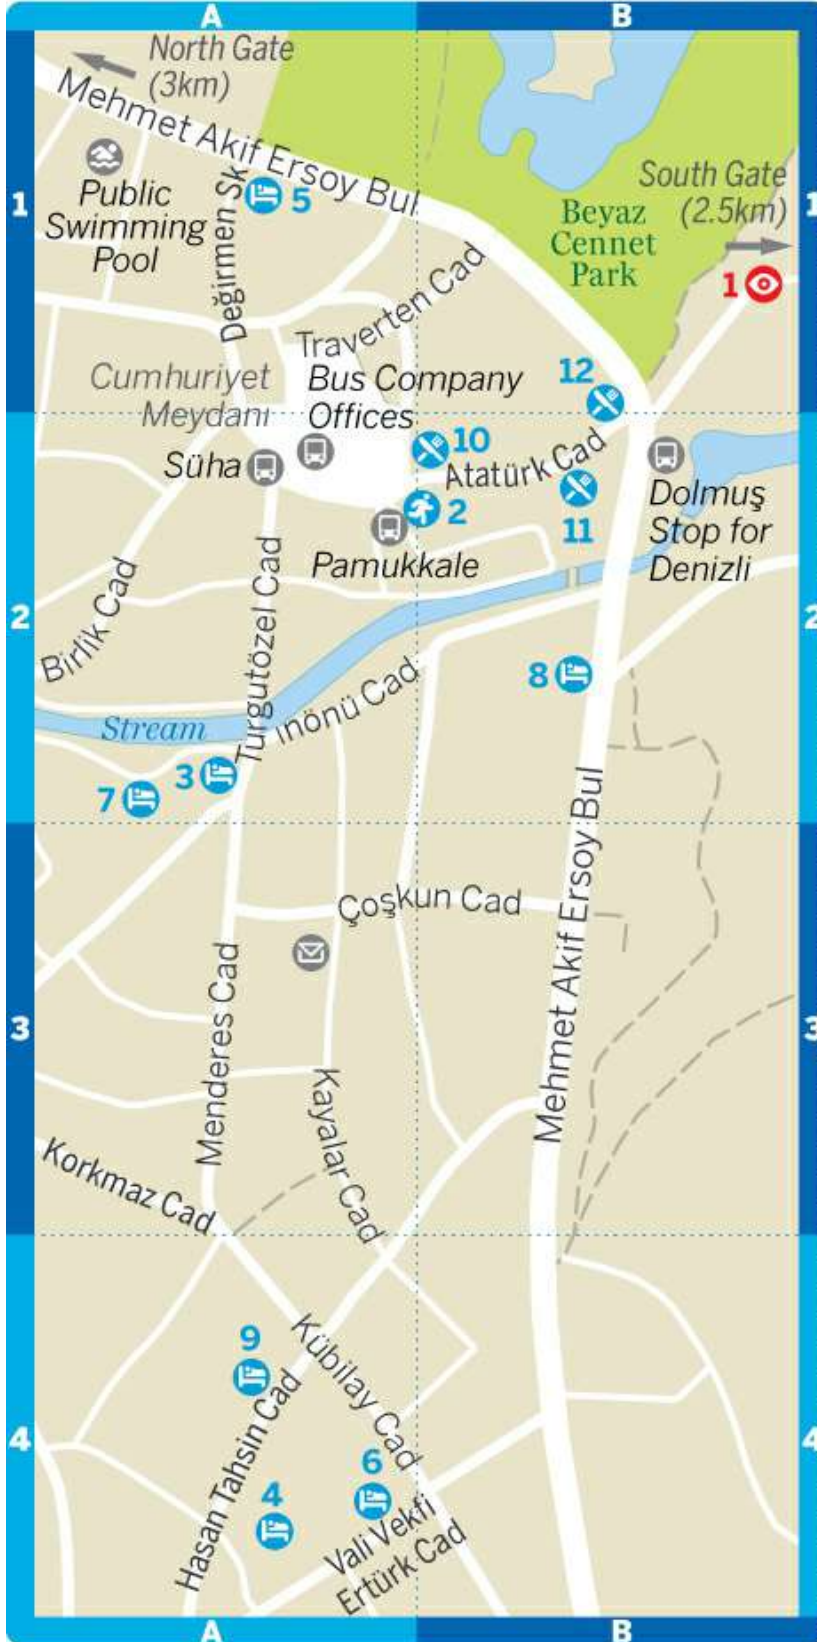 A
B
North Gate
(3km)
Mehmet Akif Ersoy Bul
1
1
Public
Swimming
Pool
Değirmen Sk
5
South Gate
(2.5km)
Beyaz
Cennet
Park
1
Traverten Cad
Cumhuriyet
Meydanı
Bus Company
Offices
12
Süha
10
Atatürk Cad
2
11
Pamukkale
Dolmuş
Stop for
Denizli
2
2
Birlik Cad
Turgutözel Cad
İnönü Cad
8
Stream
3
7
Mehmet Akif Ersoy Bul
Çoşkun Cad
3
3
Menderes Cad
Kayalar Cad
Korkmaz Cad
9
Kübilay Cad
Hasan Tahsin Cad
4
4
6
4
Vali Vekfi
Ertürk Cad
A
B